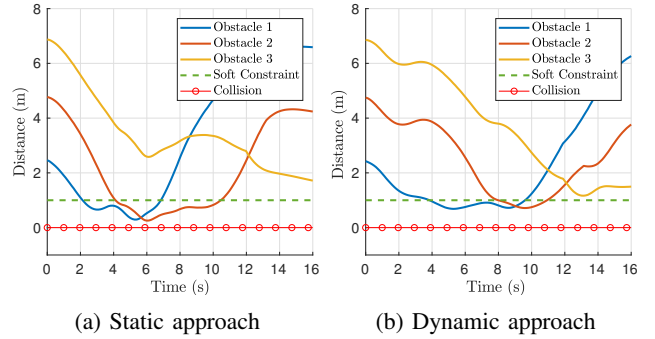 8
6
4
2
0
Distance (m)
Obstacle 1
Obstacle 2
Obstacle 3
Soft Constraint
Collision
0 2 4 6 8 10 12 14 16
Time (s)
(a) Static approach
8
6
4
2
0
Distance (m)
Obstacle 1
Obstacle 2
Obstacle 3
Soft Constraint
Collision
0 2 4 6 8 10 12 14 16
Time (s)
(b) Dynamic approach